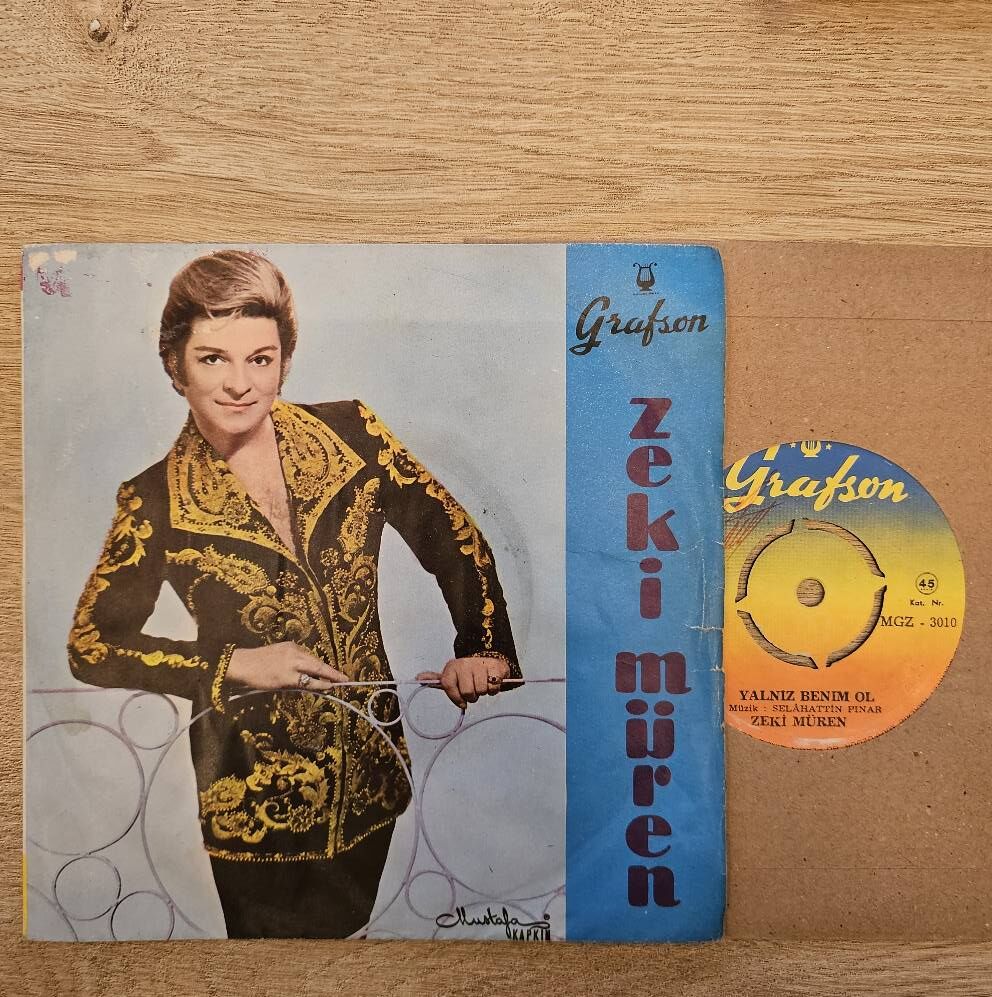 Grafson
zeki müren
Mustafa
KAPKIN
Grafson
45
Kat. Nr.
MGZ - 3010
YALNIZ BENIM OL
Müzik : SELÂHATTİN PINAR
ZEKİ MÜREN